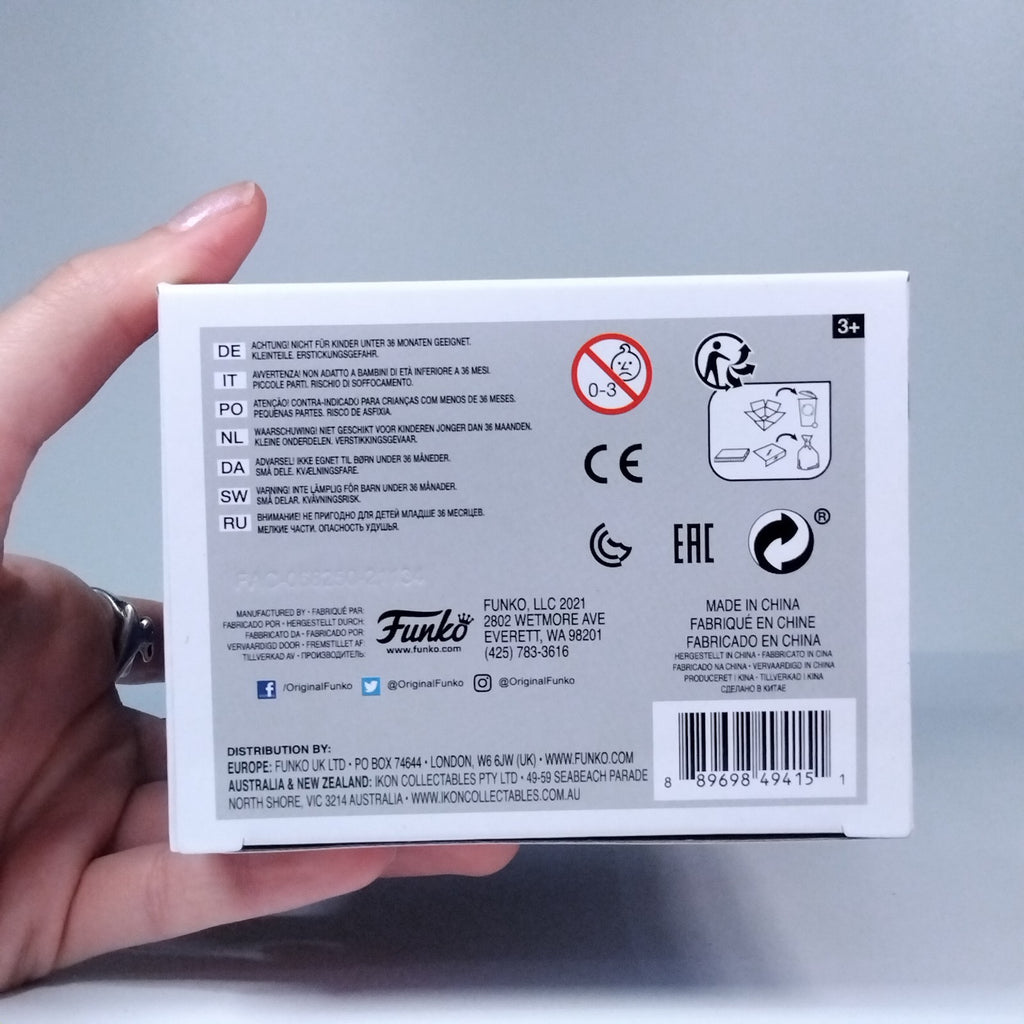 3+
DE ACHTUNG! NICHT FÜR KINDER UNTER 36 MONATEN GEEIGNET.
KLEINTEILE. ERSTICKUNGSGEFAHR.
IT AVVERTENZA! NON ADATTO A BAMBINI DI ETÀ INFERIORE A 36 MESI.
PICCOLE PARTI. RISCHIO DI SOFFOCAMENTO.
PO ATENÇÃO! CONTRA-INDICADO PARA CRIANÇAS COM MENOS DE 36 MESES.
PEQUENAS PARTES. RISCO DE ASFIXIA.
NL WAARSCHUWING! NIET GESCHIKT VOOR KINDEREN JONGER DAN 36 MAANDEN.
KLEINE ONDERDELEN. VERSTIKKINGSGEVAAR.
DA ADVARSEL! IKKE EGNET TIL BØRN UNDER 36 MÅNEDER.
SMÅ DELE. KVÆLNINGSFARE.
SW VARNING! INTE LÄMPLIG FÖR BARN UNDER 36 MÅNADER.
SMÅ DELAR. KVÄVNINGSRISK.
RU ВНИМАНИЕ! НЕ ПРИГОДНО ДЛЯ ДЕТЕЙ МЛАДШЕ 36 МЕСЯЦЕВ.
МЕЛКИЕ ЧАСТИ. ОПАСНОСТЬ УДУШЬЯ.
0-3
CE
EAC
®
MANUFACTURED BY · FABRIQUÉ PAR:
FABRICADO POR · HERGESTELLT DURCH:
FABBRICATO DA · FABRICADO POR:
VERVAARDIGD DOOR · FREMSTILLET AF:
TILLVERKAD AV · ПРОИЗВОДИТЕЛЬ:
Funko
www.funko.com
FUNKO, LLC 2021
2802 WETMORE AVE
EVERETT, WA 98201
(425) 783-3616
/OriginalFunko @OriginalFunko @OriginalFunko
MADE IN CHINA
FABRIQUÉ EN CHINE
FABRICADO EN CHINA
HERGESTELLT IN CHINA · FABBRICATO IN CINA
FABRICADO NA CHINA · VERVAARDIGD IN CHINA
PRODUCERET I KINA · TILLVERKAD I KINA
СДЕЛАНО В КИТАЕ
DISTRIBUTION BY:
EUROPE: FUNKO UK LTD · PO BOX 74644 · LONDON, W6 6JW (UK) · WWW.FUNKO.COM
AUSTRALIA & NEW ZEALAND: IKON COLLECTABLES PTY LTD · 49-59 SEABEACH PARADE
NORTH SHORE, VIC 3214 AUSTRALIA · WWW.IKONCOLLECTABLES.COM.AU
8 89698 49415 1